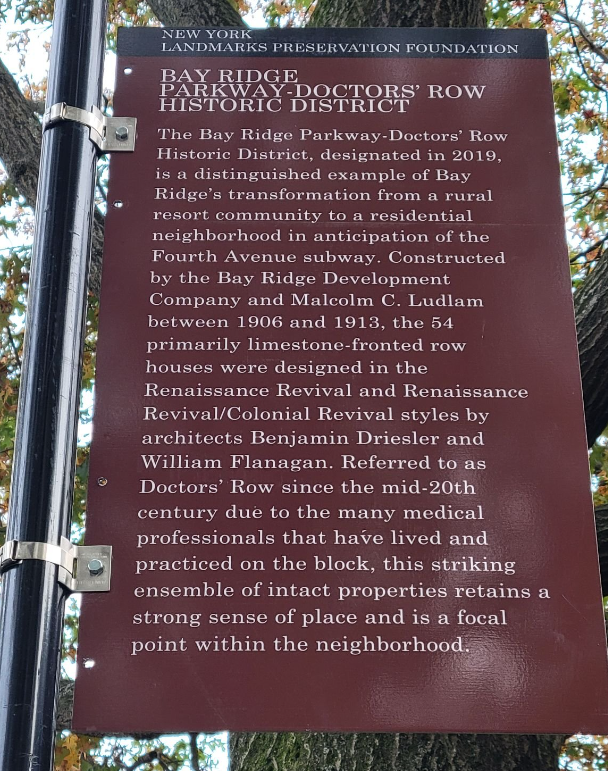 NEW YORK
LANDMARKS PRESERVATION FOUNDATION
BAY RIDGE
PARKWAY-DOCTORS' ROW
HISTORIC DISTRICT
The Bay Ridge Parkway-Doctors' Row
Historic District, designated in 2019,
is a distinguished example of Bay
Ridge's transformation from a rural
resort community to a residential
neighborhood in anticipation of the
Fourth Avenue subway. Constructed
by the Bay Ridge Development
Company and Malcolm C. Ludlam
between 1906 and 1913, the 54
primarily limestone-fronted row
houses were designed in the
Renaissance Revival and Renaissance
Revival/Colonial Revival styles by
architects Benjamin Driesler and
William Flanagan. Referred to as
Doctors' Row since the mid-20th
century due to the many medical
professionals that have lived and
practiced on the block, this striking
ensemble of intact properties retains a
strong sense of place and is a focal
point within the neighborhood.